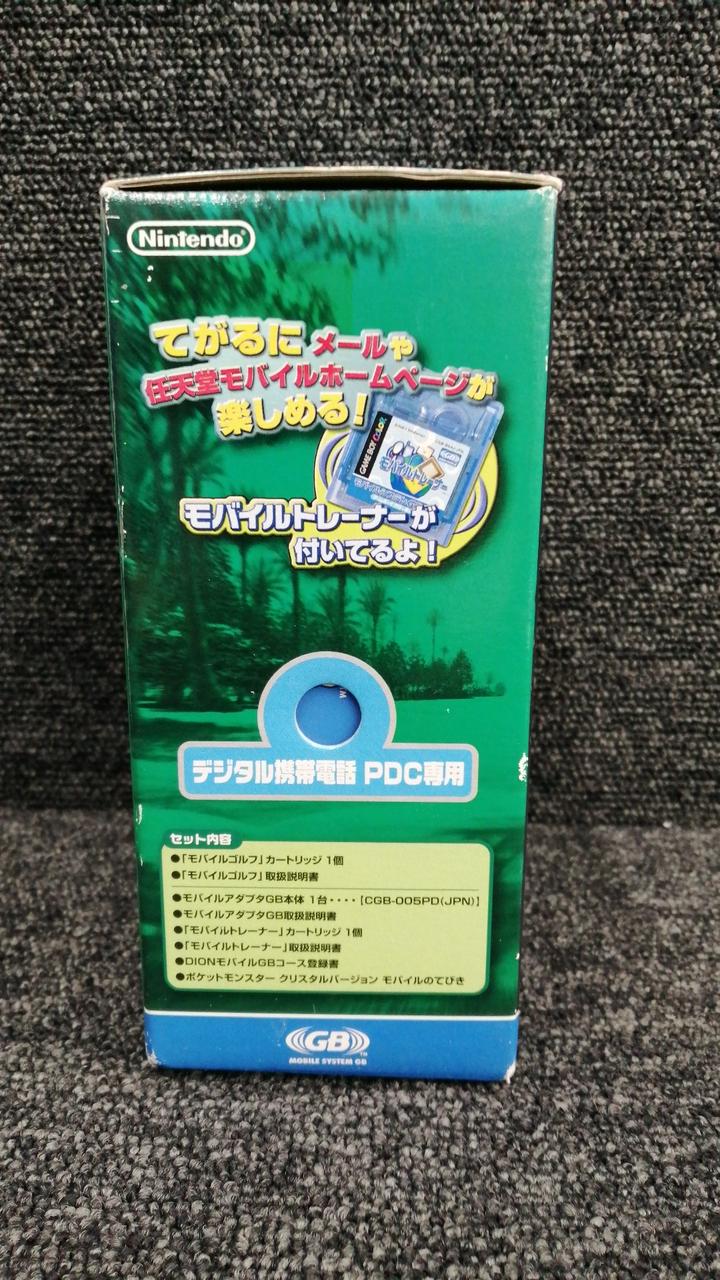 Nintendo
てがるに メールや
任天堂モバイルホームページが
楽しめる!
GAME BOY COLOR
モバイルトレーナー
モバイルトレーナーが
付いてるよ!
デジタル携帯電話 PDC専用
セット内容
●「モバイルゴルフ」カートリッジ 1個
●「モバイルゴルフ」取扱説明書
●モバイルアダプタGB本体 1台・・・・【CGB-005PD(JPN)】
●モバイルアダプタGB取扱説明書
●「モバイルトレーナー」カートリッジ 1個
●「モバイルトレーナー」取扱説明書
●DIONモバイルGBコース登録書
●ポケットモンスター クリスタルバージョン モバイルのてびき
GB
TM
MOBILE SYSTEM GB